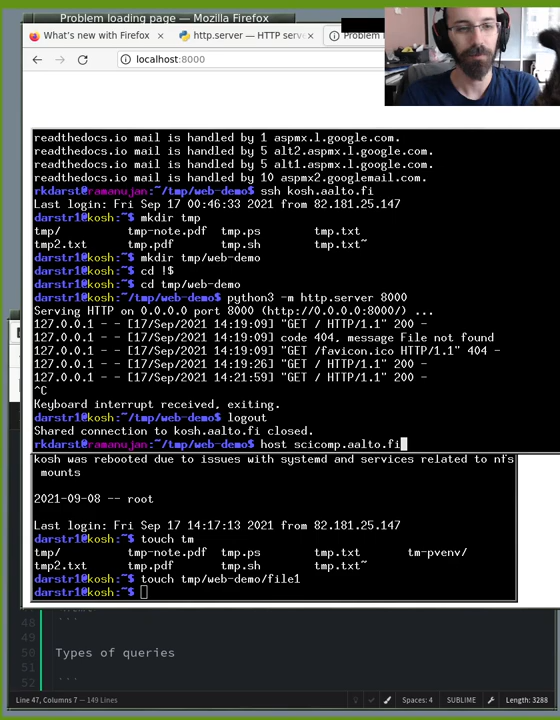 Problem loading page — Mozilla Firefox
What's new with Firefox × http.server — HTTP serv × Problem l
localhost:8000
readthedocs.io mail is handled by 1 aspmx.l.google.com.
readthedocs.io mail is handled by 5 alt2.aspmx.l.google.com.
readthedocs.io mail is handled by 5 alt1.aspmx.l.google.com.
readthedocs.io mail is handled by 10 aspmx2.googlemail.com.
rkdarst@ramanujan:~/tmp/web-demo$ ssh kosh.aalto.fi
Last login: Fri Sep 17 00:46:33 2021 from 82.181.25.147
darstr1@kosh:~$ mkdir tmp
tmp/ tmp-note.pdf tmp.ps tmp.txt
tmp2.txt tmp.pdf tmp.sh tmp.txt~
darstr1@kosh:~$ mkdir tmp/web-demo
darstr1@kosh:~$ cd !$
cd tmp/web-demo
darstr1@kosh:~/tmp/web-demo$ python3 -m http.server 8000
Serving HTTP on 0.0.0.0 port 8000 (http://0.0.0.0:8000/) ...
127.0.0.1 - - [17/Sep/2021 14:19:09] "GET / HTTP/1.1" 200 -
127.0.0.1 - - [17/Sep/2021 14:19:09] code 404, message File not found
127.0.0.1 - - [17/Sep/2021 14:19:09] "GET /favicon.ico HTTP/1.1" 404 -
127.0.0.1 - - [17/Sep/2021 14:19:26] "GET / HTTP/1.1" 200 -
127.0.0.1 - - [17/Sep/2021 14:21:59] "GET / HTTP/1.1" 200 -
^C
Keyboard interrupt received, exiting.
darstr1@kosh:~/tmp/web-demo$ logout
Shared connection to kosh.aalto.fi closed.
rkdarst@ramanujan:~/tmp/web-demo$ host scicomp.aalto.fi
kosh was rebooted due to issues with systemd and services related to nfs
mounts
2021-09-08 -- root
Last login: Fri Sep 17 14:17:13 2021 from 82.181.25.147
darstr1@kosh:~$ touch tm
tmp/ tmp-note.pdf tmp.ps tmp.txt tm-pvenv/
tmp2.txt tmp.pdf tmp.sh tmp.txt~
darstr1@kosh:~$ touch tmp/web-demo/file1
darstr1@kosh:~$
48 ```
49
50 Types of queries
51
52 ```
Line 47, Columns 7 — 149 Lines Spaces: 4 SUBLIME Length: 3288